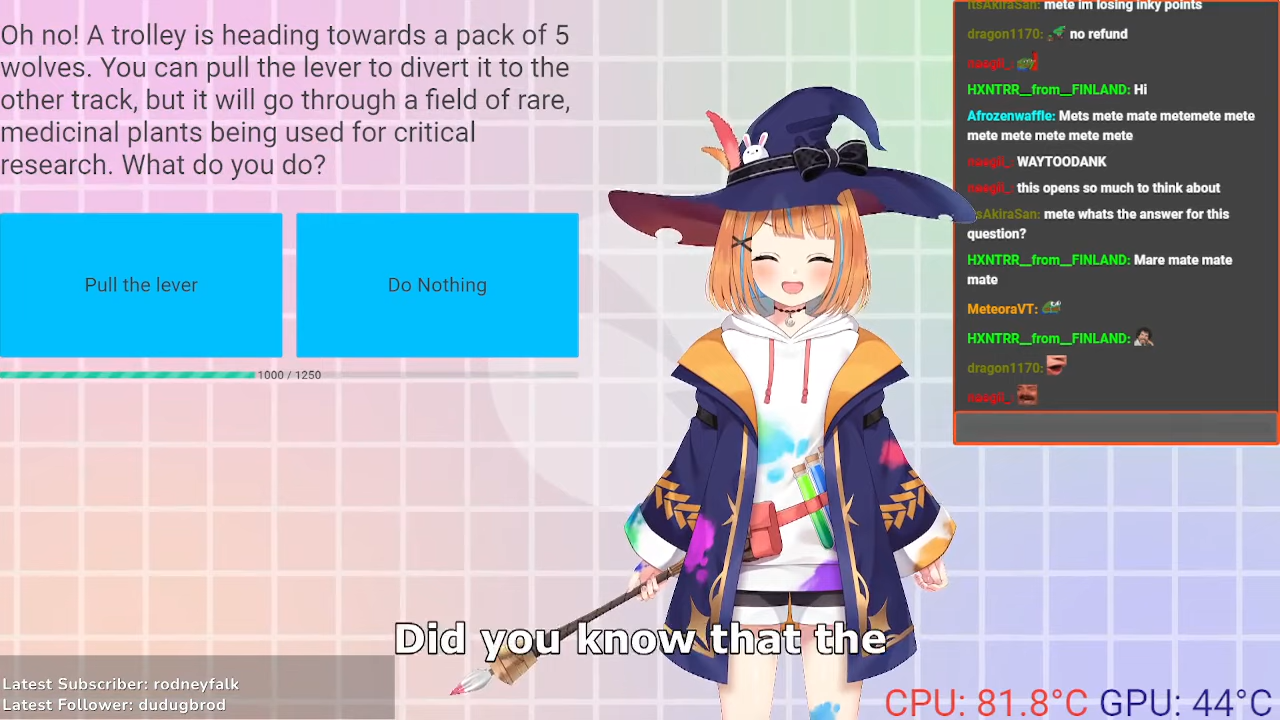 Oh no! A trolley is heading towards a pack of 5
wolves. You can pull the lever to divert it to the
other track, but it will go through a field of rare,
medicinal plants being used for critical
research. What do you do?
Pull the lever
Do Nothing
1000 / 1250
mete im losing inky points
dragon1170: no refund
HXNTRR__from__FINLAND: Hi
Afrozenwaffle: Mets mete mate metemete mete
mete mete mete mete mete
WAYTOODANK
this opens so much to think about
sAkiraSan: mete whats the answer for this
question?
HXNTRR__from__FINLAND: Mare mate mate
mate
MeteoraVT:
HXNTRR__from__FINLAND:
dragon1170:
Did you know that the
Latest Subscriber: rodneyfalk
Latest Follower: dudugbrod
CPU: 81.8°C GPU: 44°C